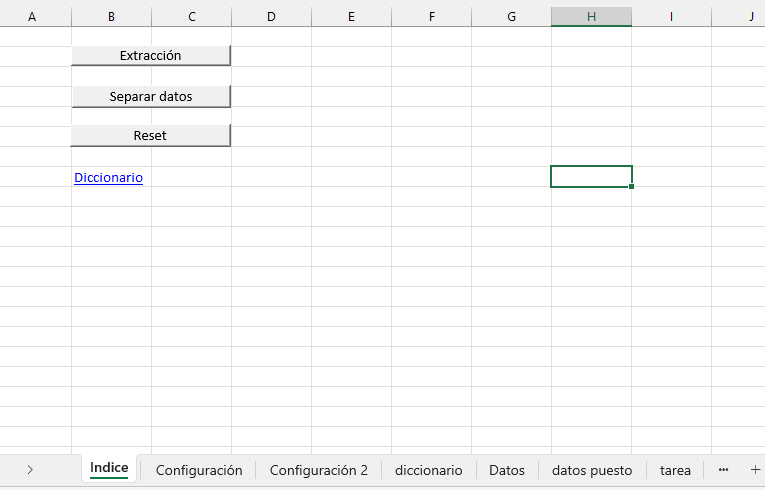 A B C D E F G H I J
Extracción
Separar datos
Reset
Diccionario
Indice Configuración Configuración 2 diccionario Datos datos puesto tarea ··· +